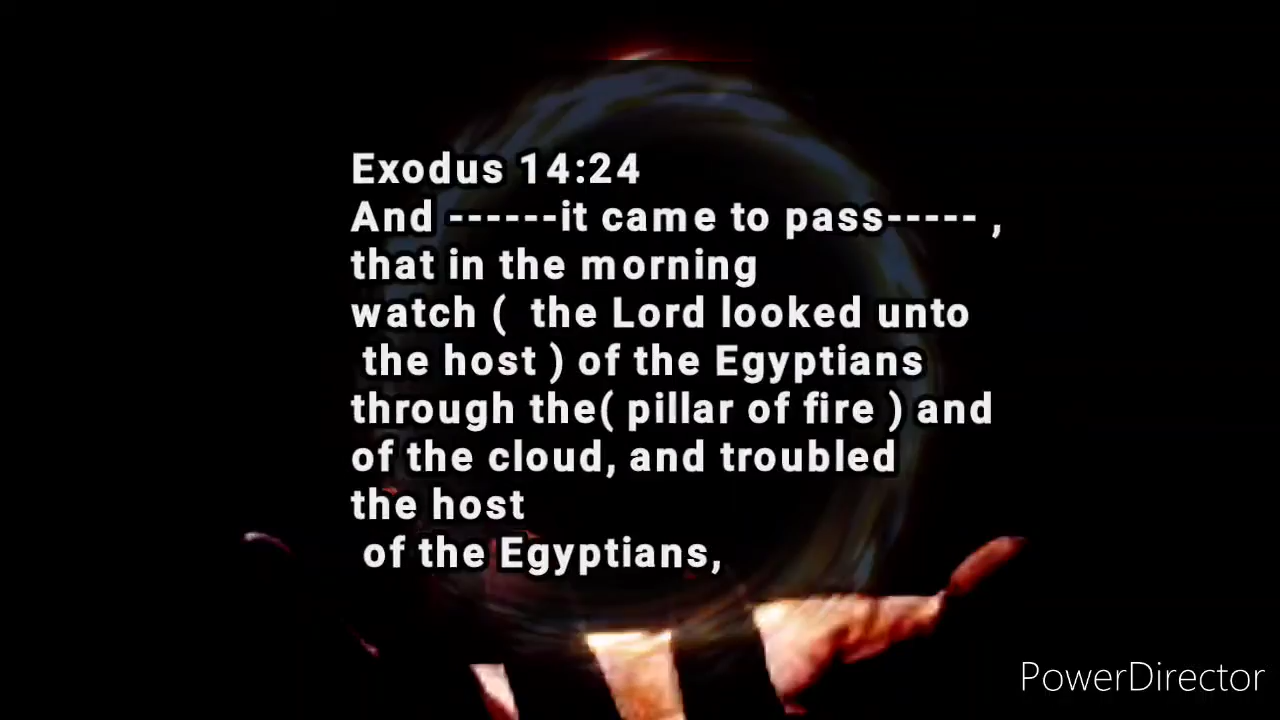 Exodus 14:24
And ------it came to pass----- ,
that in the morning
watch (  the Lord looked unto
the host ) of the Egyptians
through the( pillar of fire ) and
of the cloud, and troubled
the host
of the Egyptians,
PowerDirector